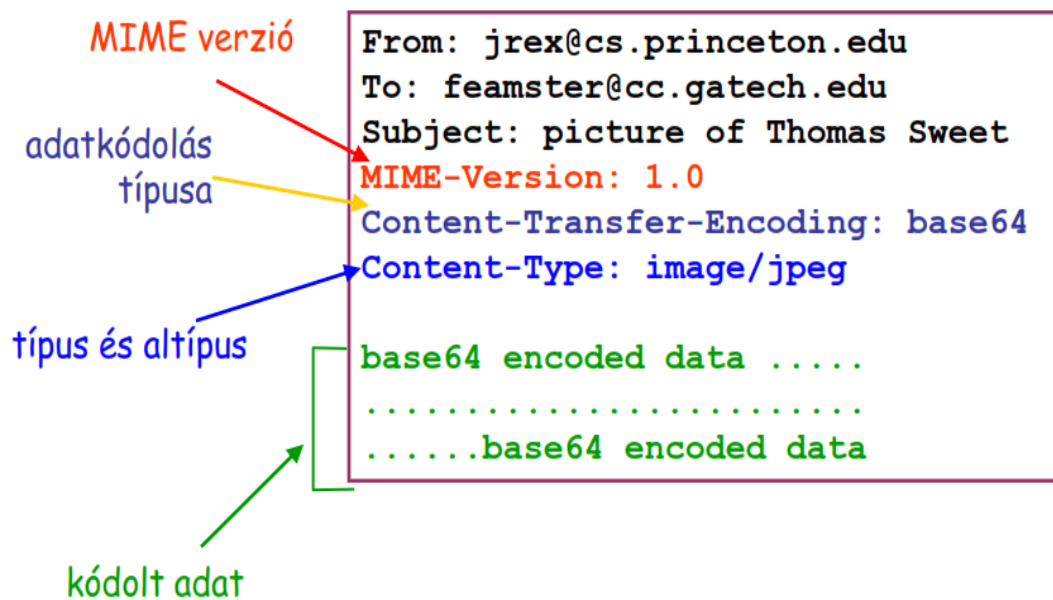 MIME verzió
adatkódolás
típusa
típus és altípus
kódolt adat
From: jrex@cs.princeton.edu
To: feamster@cc.gatech.edu
Subject: picture of Thomas Sweet
MIME-Version: 1.0
Content-Transfer-Encoding: base64
Content-Type: image/jpeg
base64 encoded data .....
.........................
......base64 encoded data